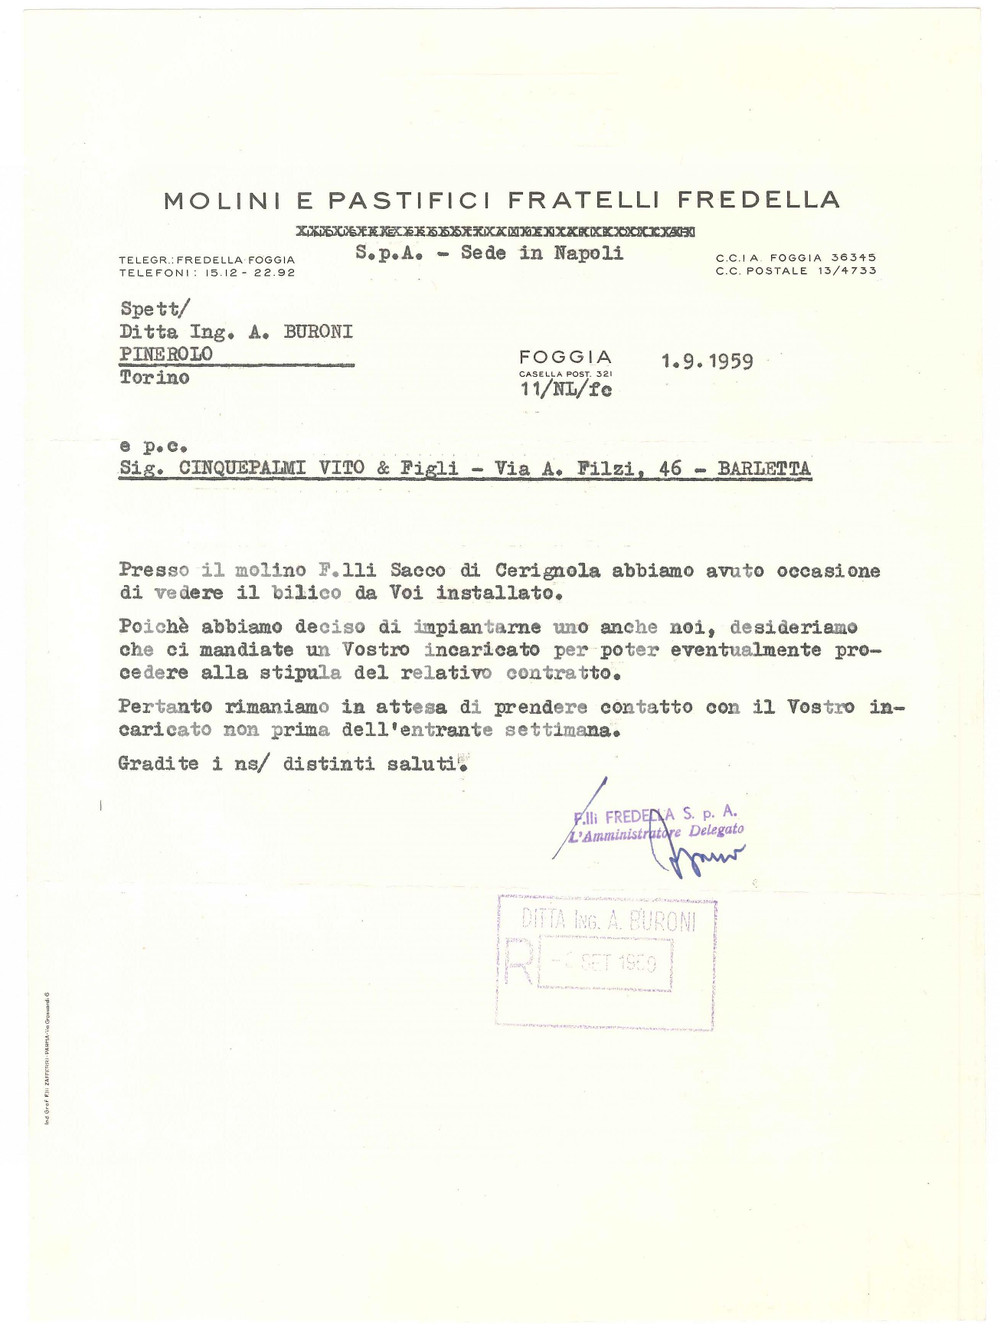 MOLINI E PASTIFICI FRATELLI FREDELLA
S.p.A. - Sede in Napoli
TELEGR.: FREDELLA-FOGGIA
TELEFONI: 15.12 - 22.92
C.C.I.A. FOGGIA 36345
C.C. POSTALE 13/4733
Spett/
Ditta Ing. A. BURONI
PINEROLO
Torino
FOGGIA 1.9.1959
CASELLA POST. 321
11/NL/fc
e p.c.
Sig. CINQUEPALMI VITO & Figli - Via A. Filzi, 46 - BARLETTA
Presso il molino F.lli Sacco di Cerignola abbiamo avuto occasione
di vedere il bilico da Voi installato.
Poichè abbiamo deciso di impiantarne uno anche noi, desideriamo
che ci mandiate un Vostro incaricato per poter eventualmente pro-
cedere alla stipula del relativo contratto.
Pertanto rimaniamo in attesa di prendere contatto con il Vostro in-
caricato non prima dell'entrante settimana.
Gradite i ns/ distinti saluti.
F.lli FREDELLA S. p. A.
L'Amministratore Delegato
DITTA ING. A. BURONI
R
SET 1959